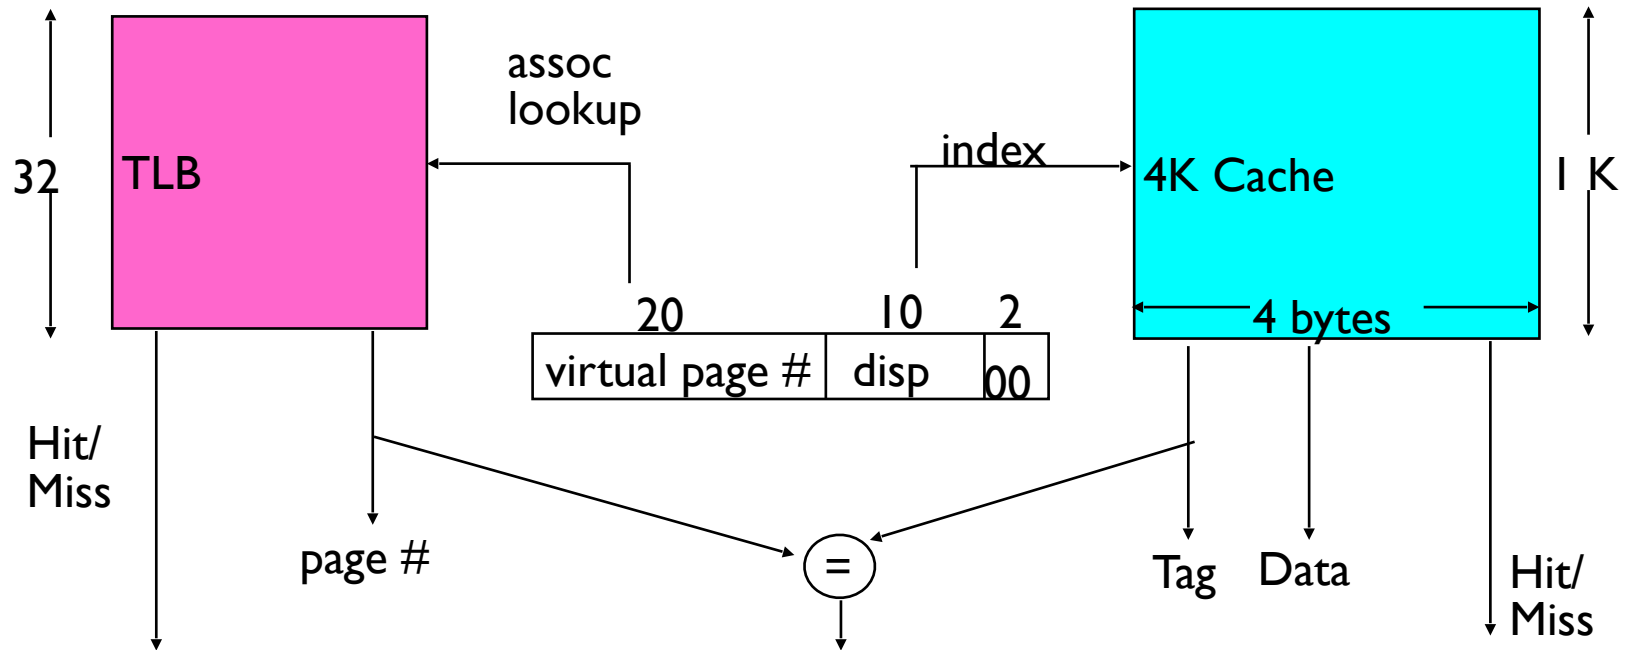 assoc
lookup
index
32
TLB
4K Cache
1 K
20
10
2
4 bytes
virtual page #
disp
00
Hit/
Miss
page #
=
Tag
Data
Hit/
Miss